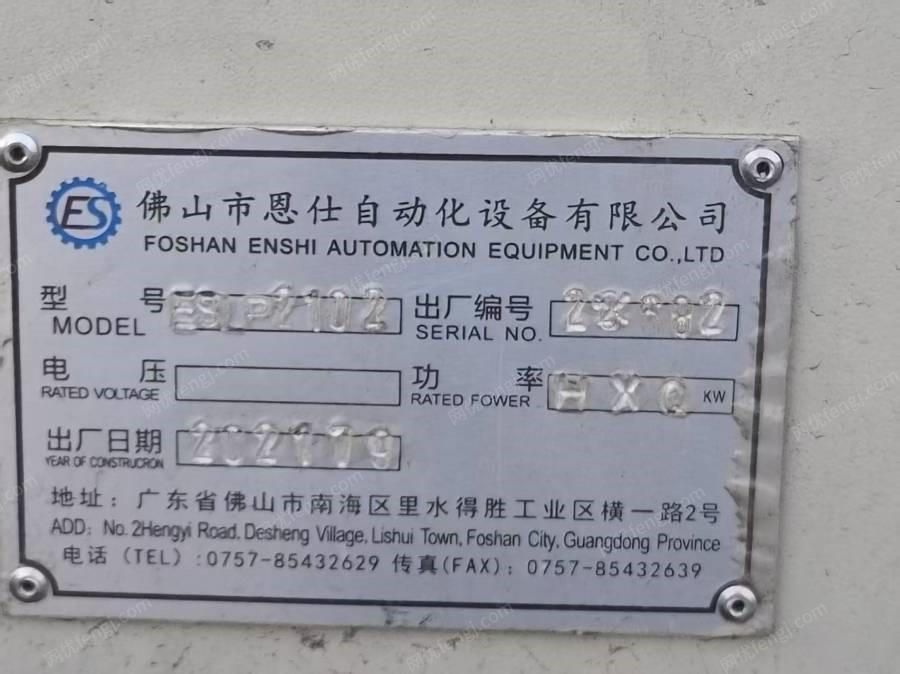 ES 佛山市恩仕自动化设备有限公司
FOSHAN ENSHI AUTOMATION EQUIPMENT CO.,LTD
型 号 ESLP2102 出厂编号
MODEL SERIAL NO.
电 压 功 率 HXQ KW
RATED VOLTAGE RATED FOWER
出厂日期
YEAR OF CONSTRUCRON
地址：广东省佛山市南海区里水得胜工业区横一路2号
ADD: No. 2Hengyi Road, Desheng Village, Lishui Town, Foshan City, Guangdong Province
电话 (TEL) :0757-85432629 传真(FAX)：0757-85432639